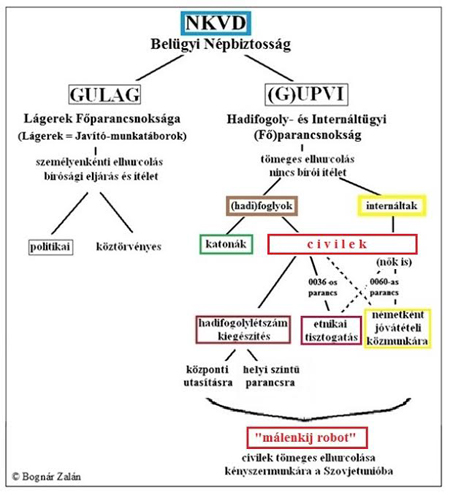 NKVD
Belügyi Népbiztosság
GULAG
Lágerek Főparancsnoksága
(Lágerek = Javító-munkatáborok)
személyenkénti elhurcolás
bírósági eljárás és ítélet
politikai
köztörvényes
(G)UPVI
Hadifogoly- és Internáltügyi
(Fő)parancsnokság
tömeges elhurcolás
nincs bírói ítélet
(hadi)foglyok
internáltak
katonák
civilek
(nők is)
0036-os
parancs
0060-as
parancs
hadifogolylétszám
kiegészítés
etnikai
tisztogatás
németként
jóvátételi
közmunkára
központi
utasításra
helyi szintű
parancsra
"málenkij robot"
civilek tömeges elhurcolása
kényszermunkára a Szovjetunióba
© Bognár Zalán